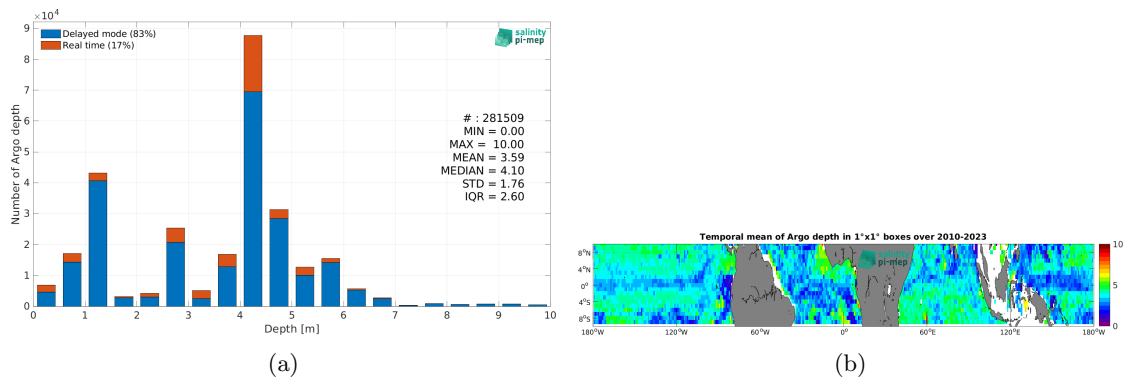 ×10⁴
9
8
7
6
5
4
3
2
1
0
Number of Argo depth
Delayed mode (83%)
Real time (17%)
salinity
pi-mep
# : 281509
MIN = 0.00
MAX = 10.00
MEAN = 3.59
MEDIAN = 4.10
STD = 1.76
IQR = 2.60
0 1 2 3 4 5 6 7 8 9 10
Depth [m]
(a)
Temporal mean of Argo depth in 1°x1° boxes over 2010-2023
8°N
4°N
0°
4°S
8°S
salinity
pi-mep
180°W 120°W 60°W 0° 60°E 120°E 180°W
10
5
0
(b)